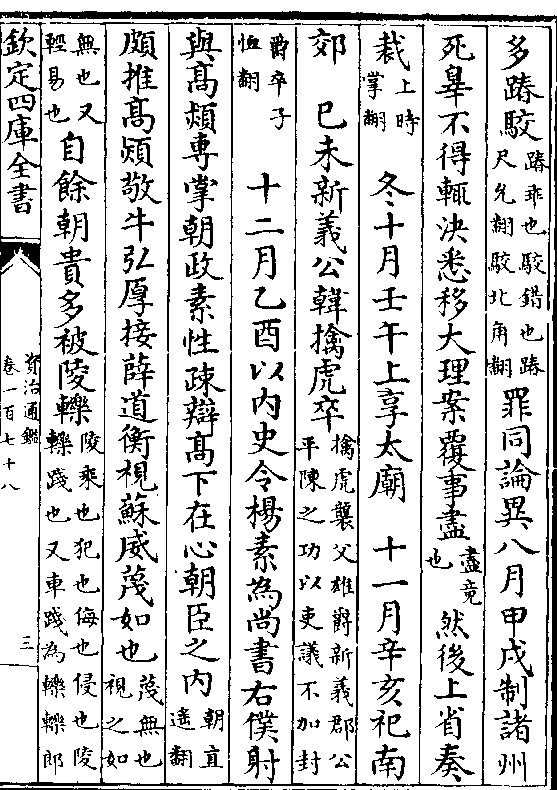 多踳駮踳乖也駮錯也踳尺允翻駮北角翻罪同論異八月甲戌制諸州
死辠不得輒決悉移大理案覆事盡盡竟也然後上省奏
裁上時掌翻冬十月壬午上享太廟 十一月辛亥祀南
郊 己未新義公韓擒虎卒擒虎襲父雄爵新義郡公平陳之功以吏議不加封
爵卒子恤翻 十二月乙酉以内史令楊素為尚書右僕射
與髙熲專掌朝政素性疎辯髙下在心朝臣之内朝直遥翻
頗推髙熲敬牛弘厚接薛道衡視蘇威蔑如也蔑無也視之如
無也又輕易也自餘朝貴多被陵轢陵乘也犯也侮也侵也陵轢踐也又車踐為轢轢郎
欽定四庫全書
資治通鑑
卷一百七十八
三